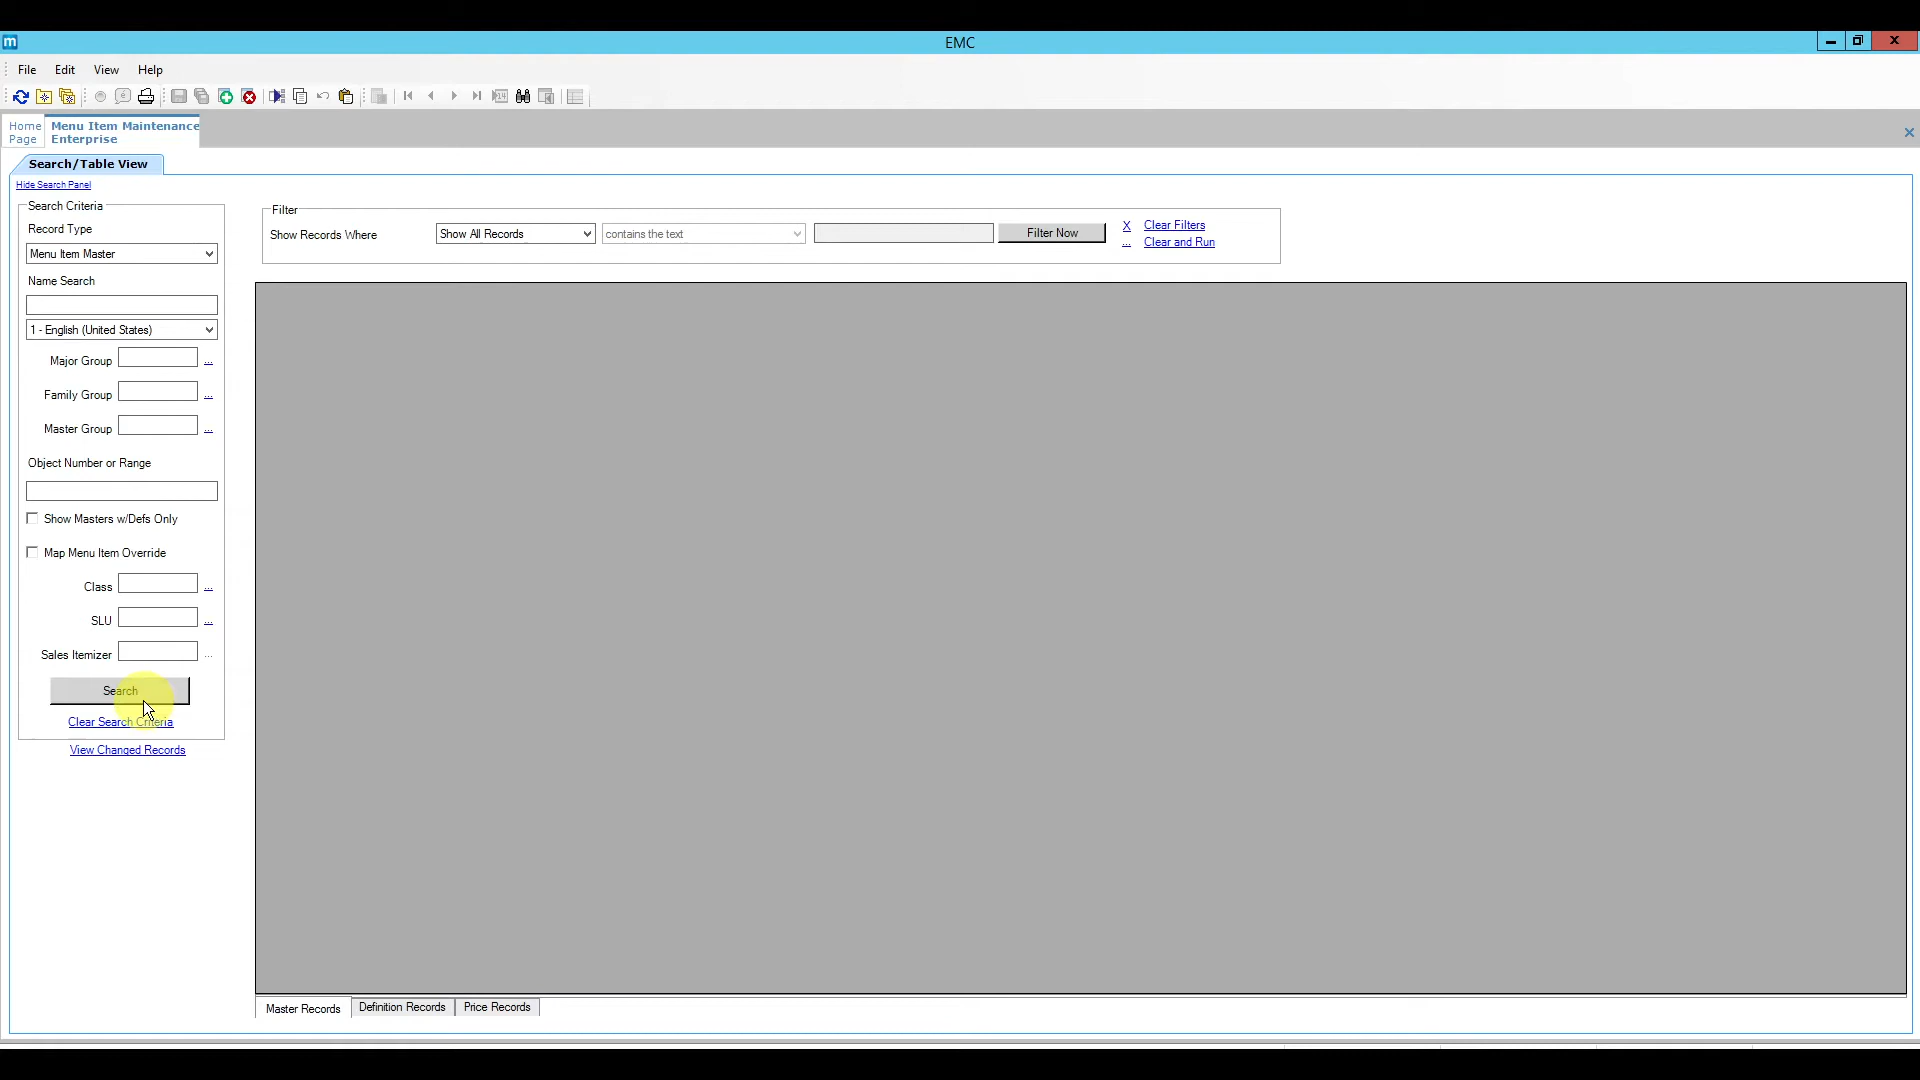 m
EMC
File Edit View Help
Home Page
Menu Item Maintenance
Enterprise
Search/Table View
Hide Search Panel
Search Criteria
Record Type
Menu Item Master
Name Search
1 - English (United States)
Major Group ...
Family Group ...
Master Group ...
Object Number or Range
Show Masters w/Defs Only
Map Menu Item Override
Class ...
SLU ...
Sales Itemizer ...
Search
Clear Search Criteria
View Changed Records
Filter
Show Records Where Show All Records contains the text Filter Now
X Clear Filters
... Clear and Run
Master Records Definition Records Price Records